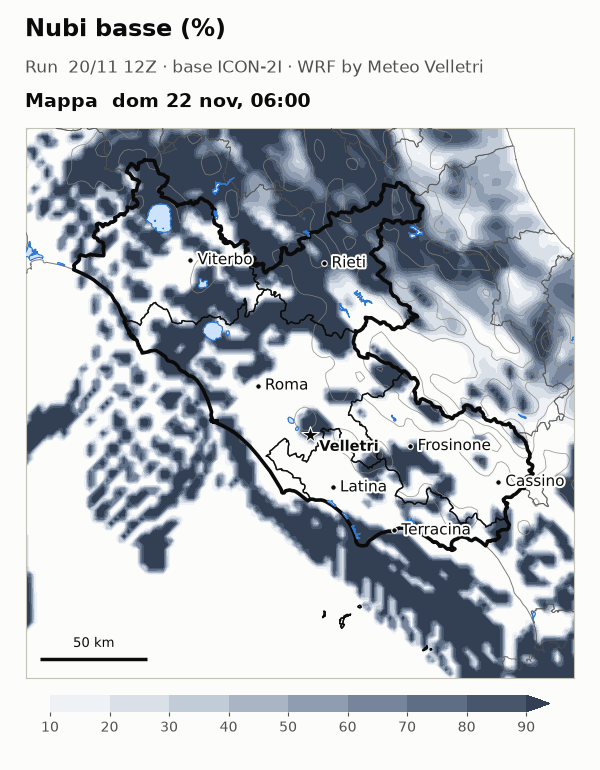 Nubi basse (%)
Run  20/11 12Z · base ICON-2I · WRF by Meteo Velletri
Mappa  dom 22 nov, 06:00
Viterbo
Rieti
Roma
Velletri
Frosinone
Latina
Cassino
Terracina
50 km
10 20 30 40 50 60 70 80 90